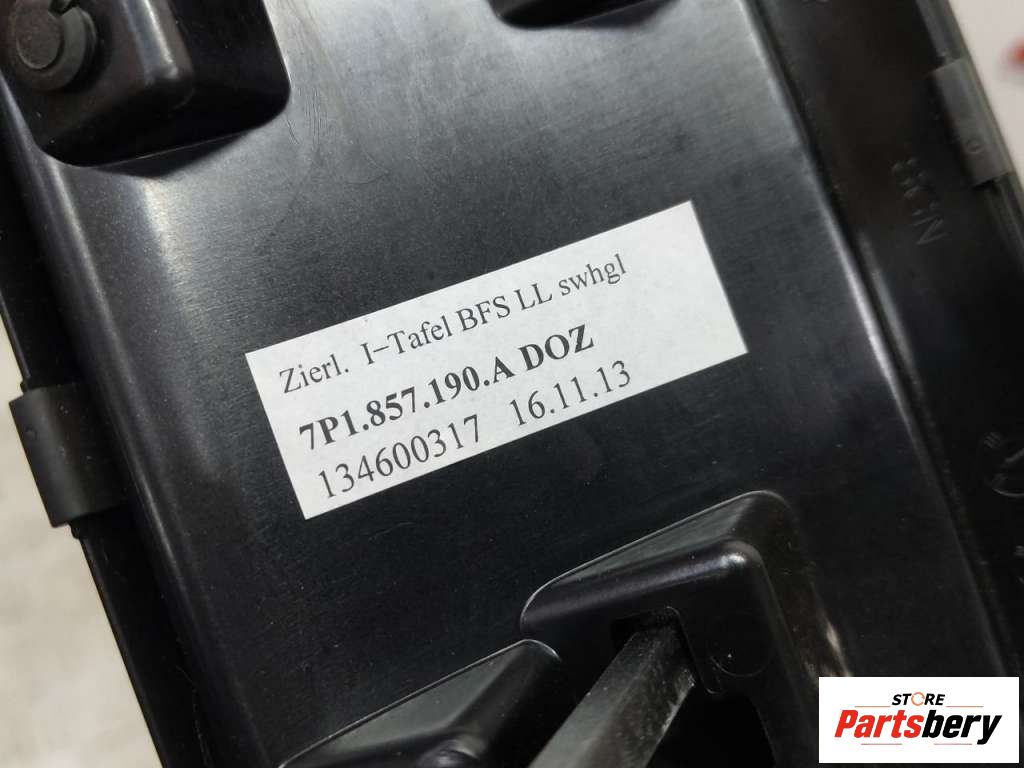 Zierl. I-Tafel BFS LL swhgl
7P1.857.190.A DOZ
134600317 16.11.13
STORE
Partsbery